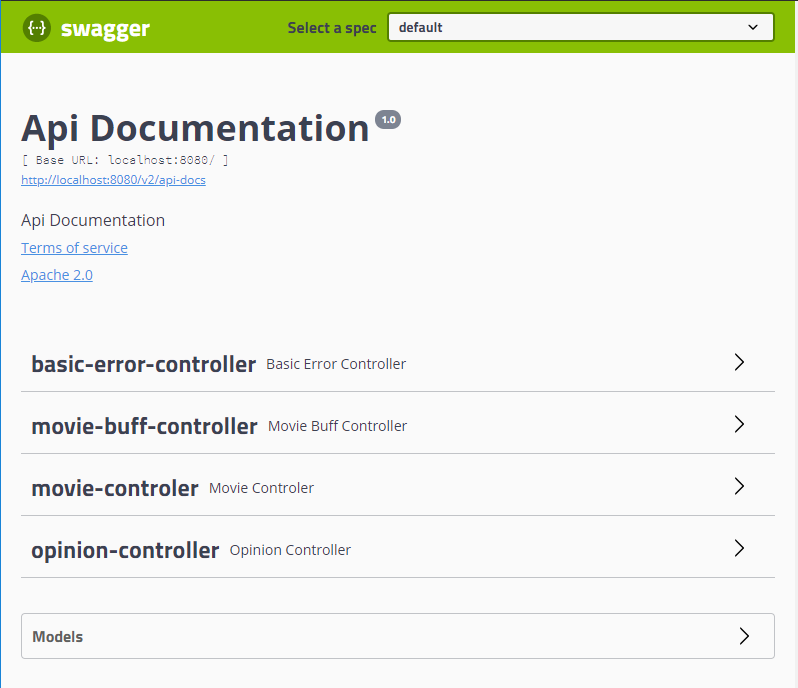 {···} swagger Select a spec default
Api Documentation 1.0
[ Base URL: localhost:8080/ ]
http://localhost:8080/v2/api-docs
Api Documentation
Terms of service
Apache 2.0
basic-error-controller Basic Error Controller
movie-buff-controller Movie Buff Controller
movie-controler Movie Controler
opinion-controller Opinion Controller
Models